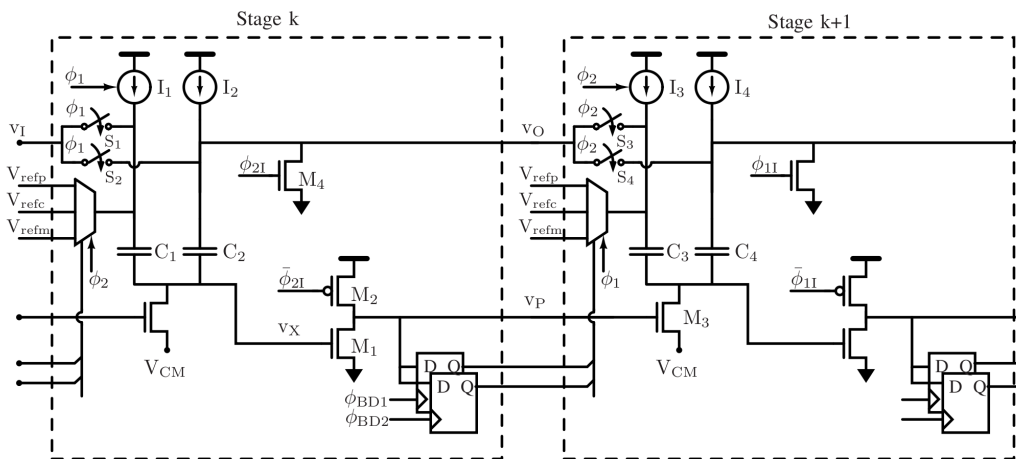 Stage k
Stage k+1
ϕ1
I1
I2
ϕ2
I3
I4
ϕ1
S1
ϕ2
S3
vI
ϕ1
S2
vO
ϕ2
S4
Vrefp
ϕ2I
M4
Vrefp
ϕ1I
Vrefc
Vrefc
Vrefm
Vrefm
C1
C2
C3
C4
ϕ2
ϕ̄2I
M2
ϕ1
ϕ̄1I
vP
vX
M1
M3
VCM
VCM
D
Q
D
Q
D
Q
D
Q
ϕBD1
ϕBD2